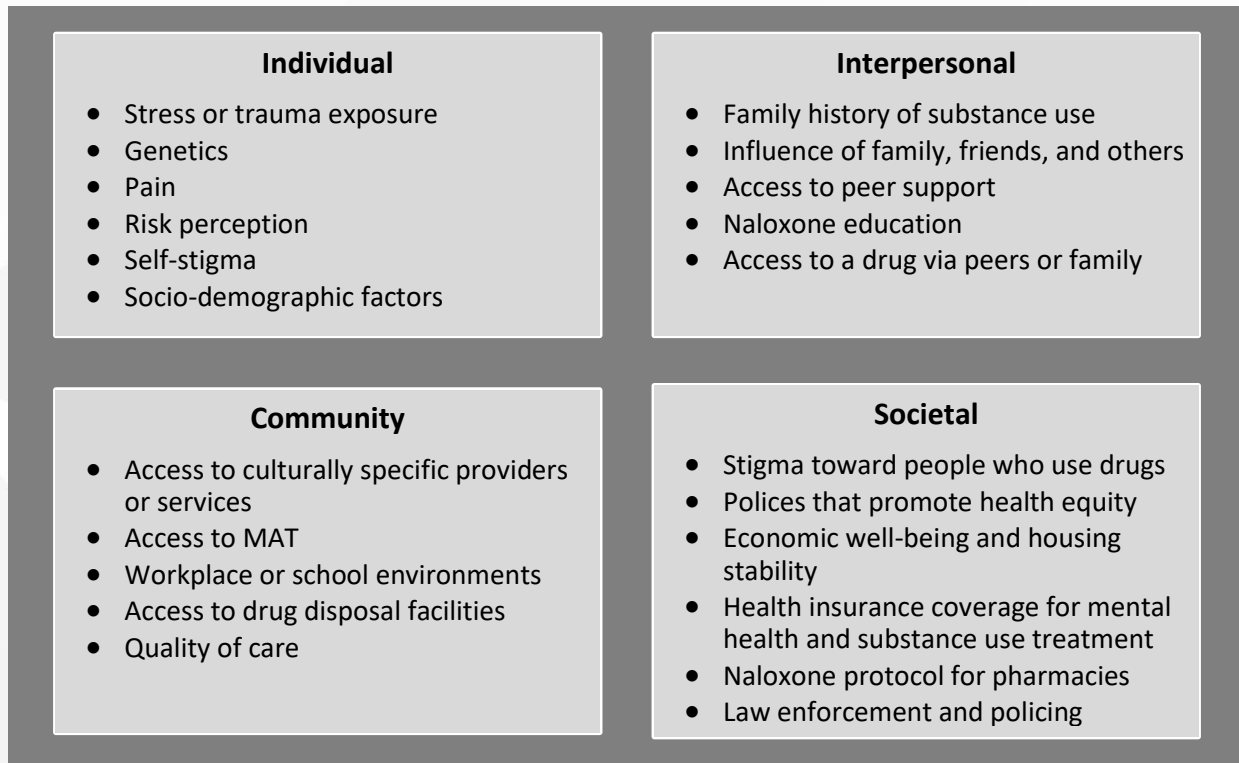 Individual
• Stress or trauma exposure
• Genetics
• Pain
• Risk perception
• Self-stigma
• Socio-demographic factors
Interpersonal
• Family history of substance use
• Influence of family, friends, and others
• Access to peer support
• Naloxone education
• Access to a drug via peers or family
Community
• Access to culturally specific providers
or services
• Access to MAT
• Workplace or school environments
• Access to drug disposal facilities
• Quality of care
Societal
• Stigma toward people who use drugs
• Polices that promote health equity
• Economic well-being and housing
stability
• Health insurance coverage for mental
health and substance use treatment
• Naloxone protocol for pharmacies
• Law enforcement and policing